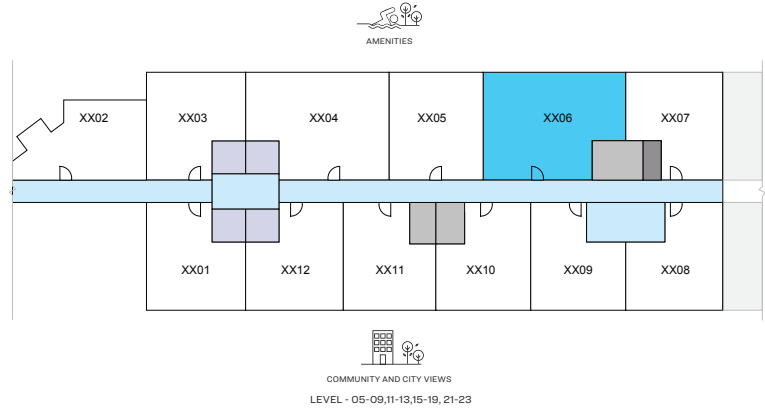 AMENITIES
XX02
XX03
XX04
XX05
XX06
XX07
XX01
XX12
XX11
XX10
XX09
XX08
COMMUNITY AND CITY VIEWS
LEVEL - 05-09,11-13,15-19, 21-23